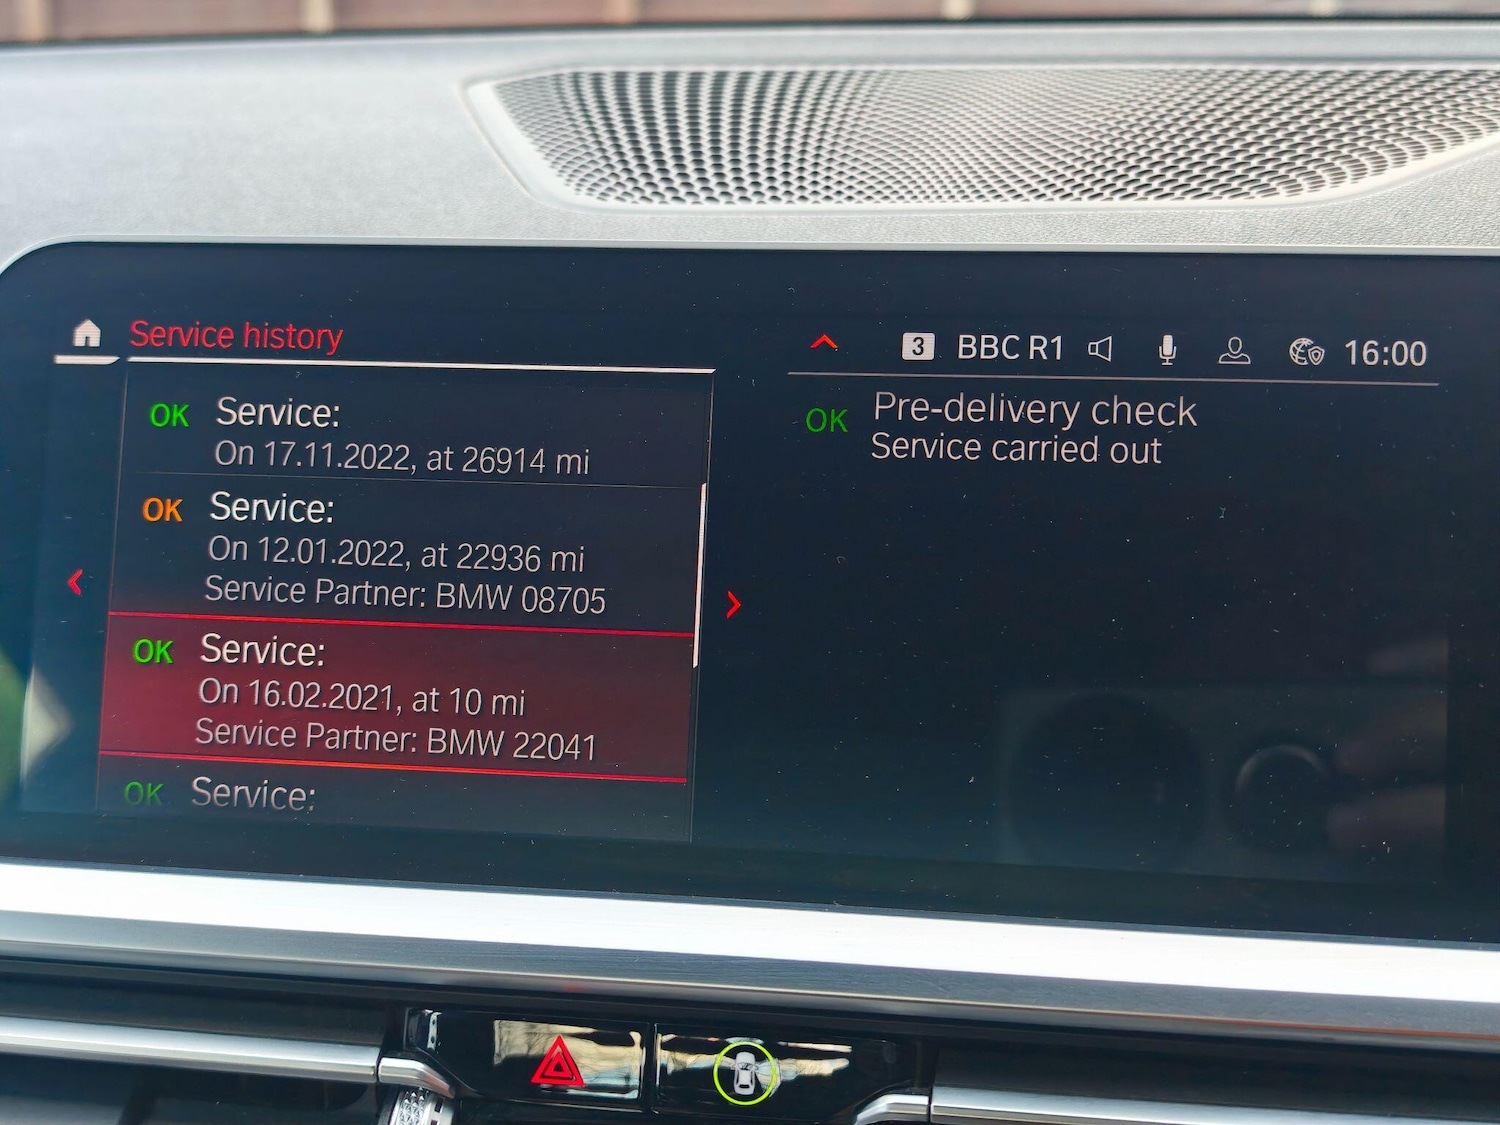 Service history
OK Service:
On 17.11.2022, at 26914 mi
OK Service:
On 12.01.2022, at 22936 mi
Service Partner: BMW 08705
OK Service:
On 16.02.2021, at 10 mi
Service Partner: BMW 22041
OK Service:
3 BBC R1 16:00
OK Pre-delivery check
Service carried out